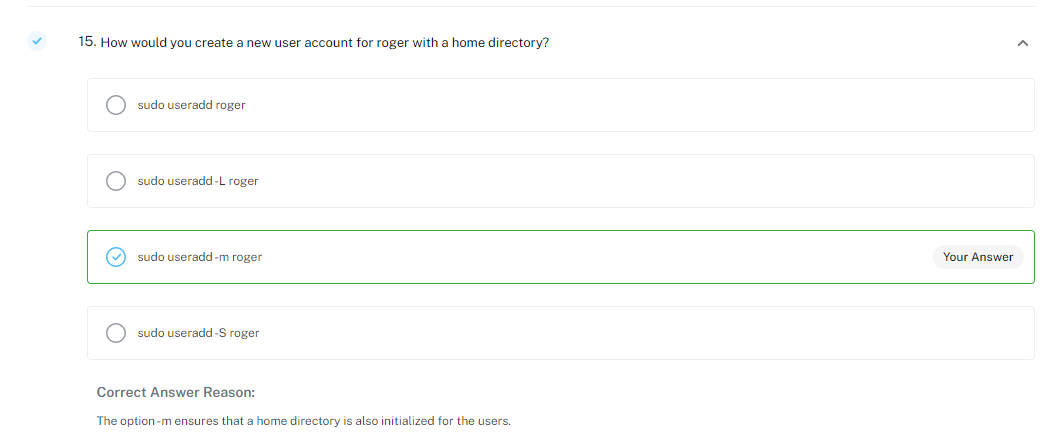 15. How would you create a new user account for roger with a home directory?
sudo useradd roger
sudo useradd -L roger
sudo useradd -m roger
Your Answer
sudo useradd -S roger
Correct Answer Reason:
The option -m ensures that a home directory is also initialized for the users.